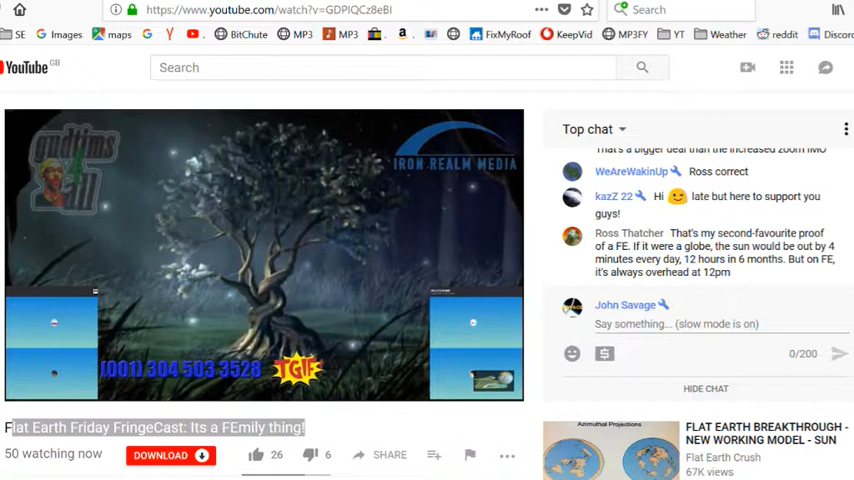 https://www.youtube.com/watch?v=GDPIQCz8eBI
Search
SE Images maps BitChute MP3 MP3 FixMyRoof KeepVid MP3FY YT Weather reddit Discord
YouTube GB
Search
gudtims
4
all
IRON REALM MEDIA
(001) 304 503 3528 TGIF
Flat Earth Friday FringeCast: Its a FEmily thing!
50 watching now
DOWNLOAD
26
6
SHARE
Top chat
That's a bigger deal than the increased zoom IMO
WeAreWakinUp Ross correct
kazZ 22 Hi 😉 late but here to support you
guys!
Ross Thatcher That's my second-favourite proof
of a FE. If it were a globe, the sun would be out by 4
minutes every day, 12 hours in 6 months. But on FE,
it's always overhead at 12pm
John Savage
Say something... (slow mode is on)
0/200
HIDE CHAT
Azimuthal Projections
FLAT EARTH BREAKTHROUGH -
NEW WORKING MODEL - SUN
Flat Earth Crush
67K views